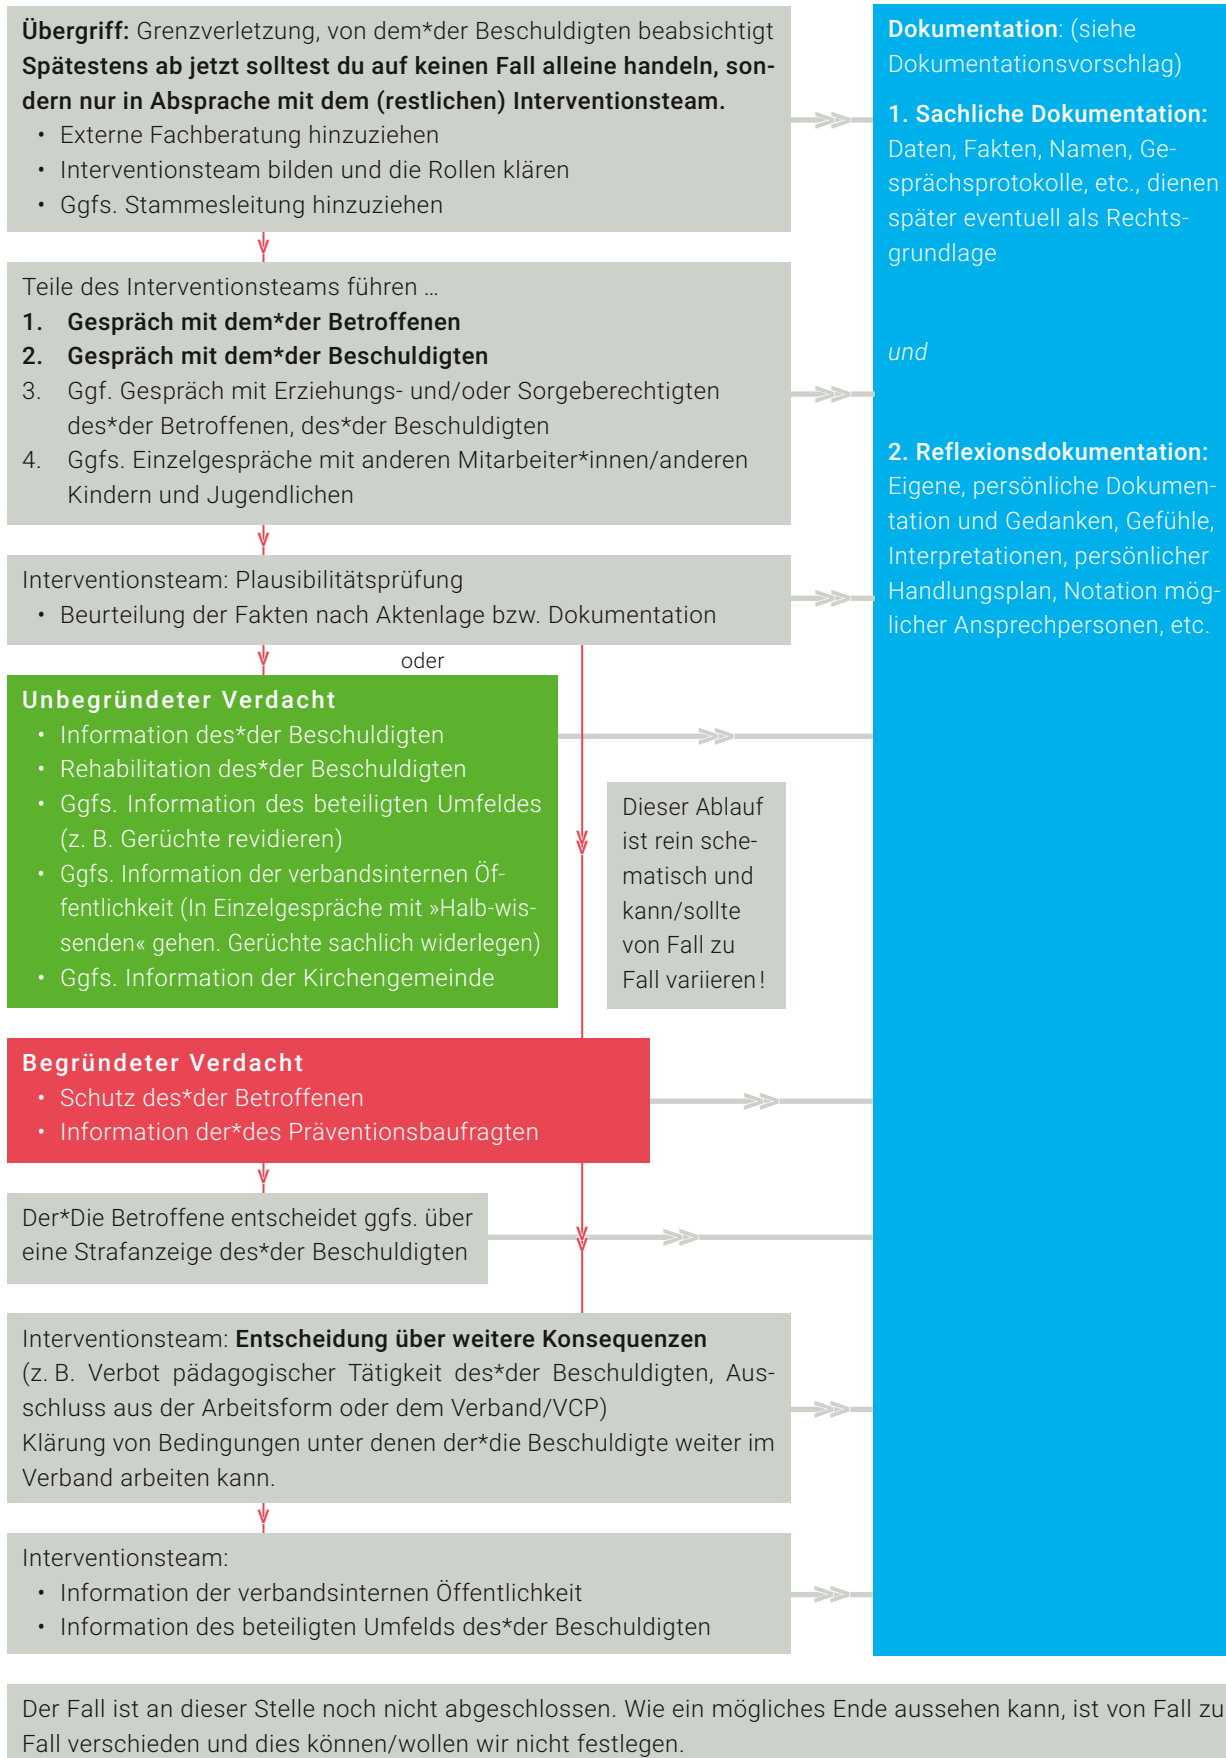 Übergriff: Grenzverletzung, von dem*der Beschuldigten beabsichtigt
Spätestens ab jetzt solltest du auf keinen Fall alleine handeln, son-
dern nur in Absprache mit dem (restlichen) Interventionsteam.
• Externe Fachberatung hinzuziehen
• Interventionsteam bilden und die Rollen klären
• Ggfs. Stammesleitung hinzuziehen
Teile des Interventionsteams führen …
1. Gespräch mit dem*der Betroffenen
2. Gespräch mit dem*der Beschuldigten
3. Ggf. Gespräch mit Erziehungs- und/oder Sorgeberechtigten
des*der Betroffenen, des*der Beschuldigten
4. Ggfs. Einzelgespräche mit anderen Mitarbeiter*innen/anderen
Kindern und Jugendlichen
Interventionsteam: Plausibilitätsprüfung
• Beurteilung der Fakten nach Aktenlage bzw. Dokumentation
oder
Unbegründeter Verdacht
• Information des*der Beschuldigten
• Rehabilitation des*der Beschuldigten
• Ggfs. Information des beteiligten Umfeldes
(z. B. Gerüchte revidieren)
• Ggfs. Information der verbandsinternen Öf-
fentlichkeit (In Einzelgespräche mit »Halb-wis-
senden« gehen. Gerüchte sachlich widerlegen)
• Ggfs. Information der Kirchengemeinde
Dieser Ablauf
ist rein sche-
matisch und
kann/sollte
von Fall zu
Fall variieren!
Begründeter Verdacht
• Schutz des*der Betroffenen
• Information der*des Präventionsbaufragten
Der*Die Betroffene entscheidet ggfs. über
eine Strafanzeige des*der Beschuldigten
Interventionsteam: Entscheidung über weitere Konsequenzen
(z. B. Verbot pädagogischer Tätigkeit des*der Beschuldigten, Aus-
schluss aus der Arbeitsform oder dem Verband/VCP)
Klärung von Bedingungen unter denen der*die Beschuldigte weiter im
Verband arbeiten kann.
Interventionsteam:
• Information der verbandsinternen Öffentlichkeit
• Information des beteiligten Umfelds des*der Beschuldigten
Dokumentation: (siehe
Dokumentationsvorschlag)
1. Sachliche Dokumentation:
Daten, Fakten, Namen, Ge-
sprächsprotokolle, etc., dienen
später eventuell als Rechts-
grundlage
und
2. Reflexionsdokumentation:
Eigene, persönliche Dokumen-
tation und Gedanken, Gefühle,
Interpretationen, persönlicher
Handlungsplan, Notation mög-
licher Ansprechpersonen, etc.
Der Fall ist an dieser Stelle noch nicht abgeschlossen. Wie ein mögliches Ende aussehen kann, ist von Fall zu
Fall verschieden und dies können/wollen wir nicht festlegen.